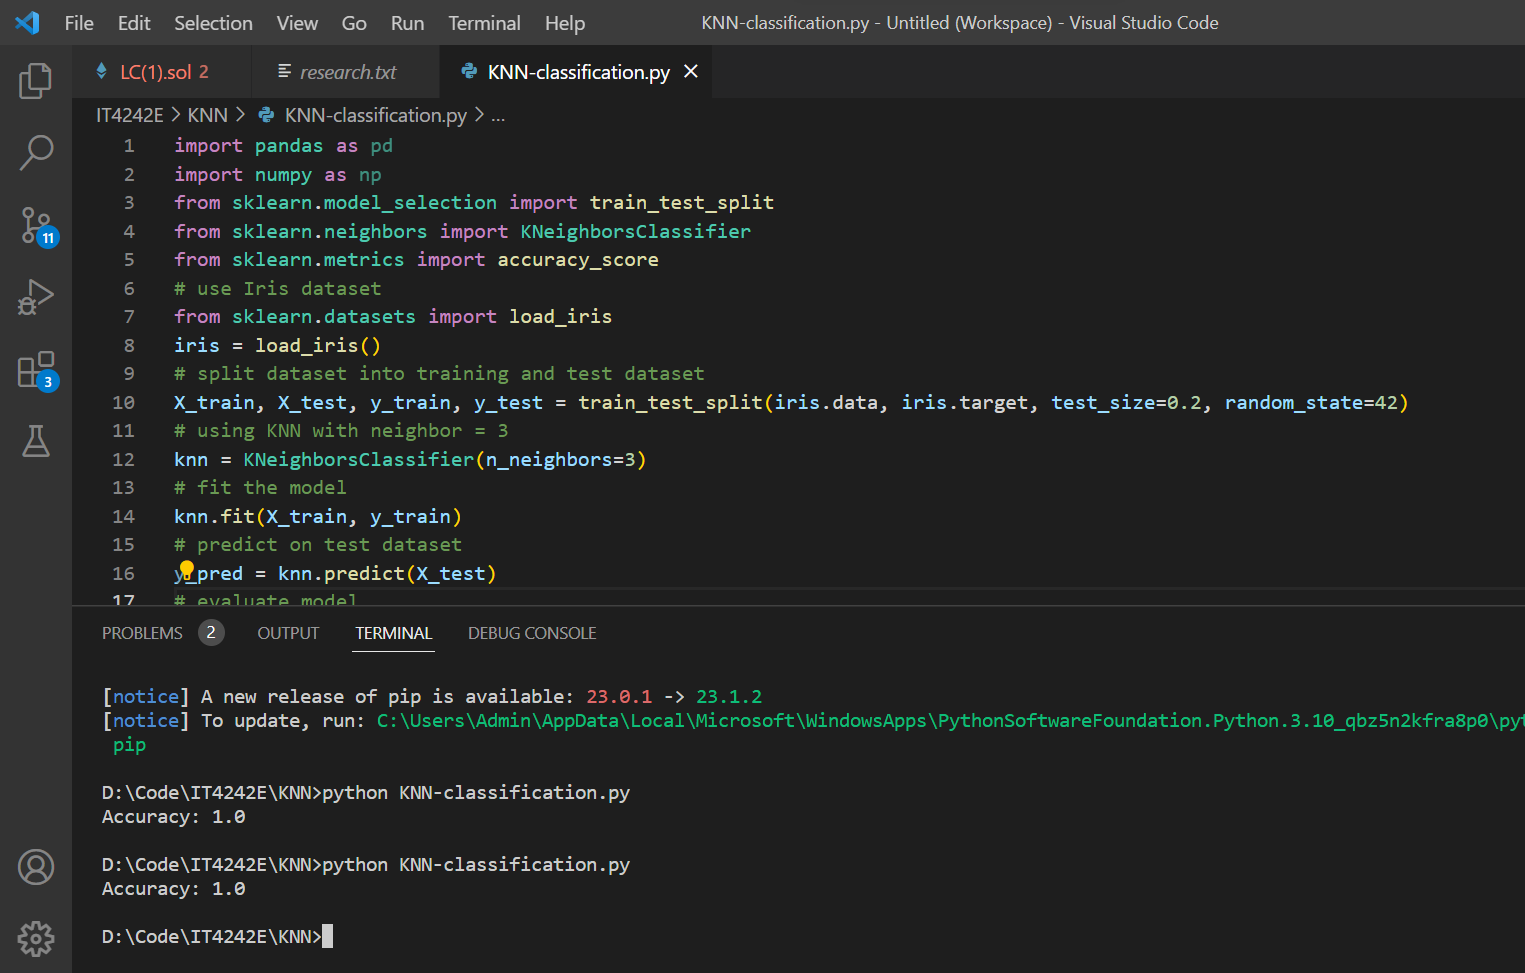 File Edit Selection View Go Run Terminal Help KNN-classification.py - Untitled (Workspace) - Visual Studio Code
LC(1).sol 2 research.txt KNN-classification.py
IT4242E > KNN > KNN-classification.py > ...
1 import pandas as pd
2 import numpy as np
3 from sklearn.model_selection import train_test_split
4 from sklearn.neighbors import KNeighborsClassifier
5 from sklearn.metrics import accuracy_score
6 # use Iris dataset
7 from sklearn.datasets import load_iris
8 iris = load_iris()
9 # split dataset into training and test dataset
10 X_train, X_test, y_train, y_test = train_test_split(iris.data, iris.target, test_size=0.2, random_state=42)
11 # using KNN with neighbor = 3
12 knn = KNeighborsClassifier(n_neighbors=3)
13 # fit the model
14 knn.fit(X_train, y_train)
15 # predict on test dataset
16 y_pred = knn.predict(X_test)
17 # evaluate model
11
3
PROBLEMS 2 OUTPUT TERMINAL DEBUG CONSOLE
[notice] A new release of pip is available: 23.0.1 -> 23.1.2
[notice] To update, run: C:\Users\Admin\AppData\Local\Microsoft\WindowsApps\PythonSoftwareFoundation.Python.3.10_qbz5n2kfra8p0\pyt
pip
D:\Code\IT4242E\KNN>python KNN-classification.py
Accuracy: 1.0
D:\Code\IT4242E\KNN>python KNN-classification.py
Accuracy: 1.0
D:\Code\IT4242E\KNN>